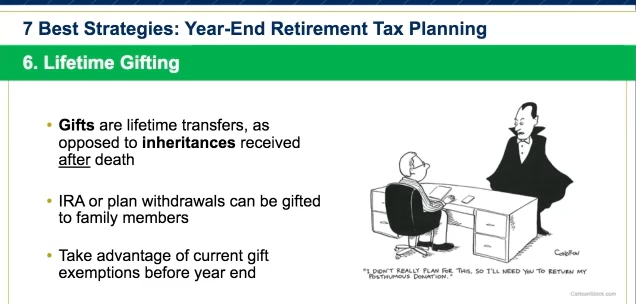 7 Best Strategies: Year-End Retirement Tax Planning
6. Lifetime Gifting
• Gifts are lifetime transfers, as
opposed to inheritances received
after death
• IRA or plan withdrawals can be gifted
to family members
• Take advantage of current gift
exemptions before year end
"I DIDN'T REALLY PLAN FOR THIS, SO I'LL NEED YOU TO RETURN MY
POSTHUMOUS DONATION."
CartoonStock.com